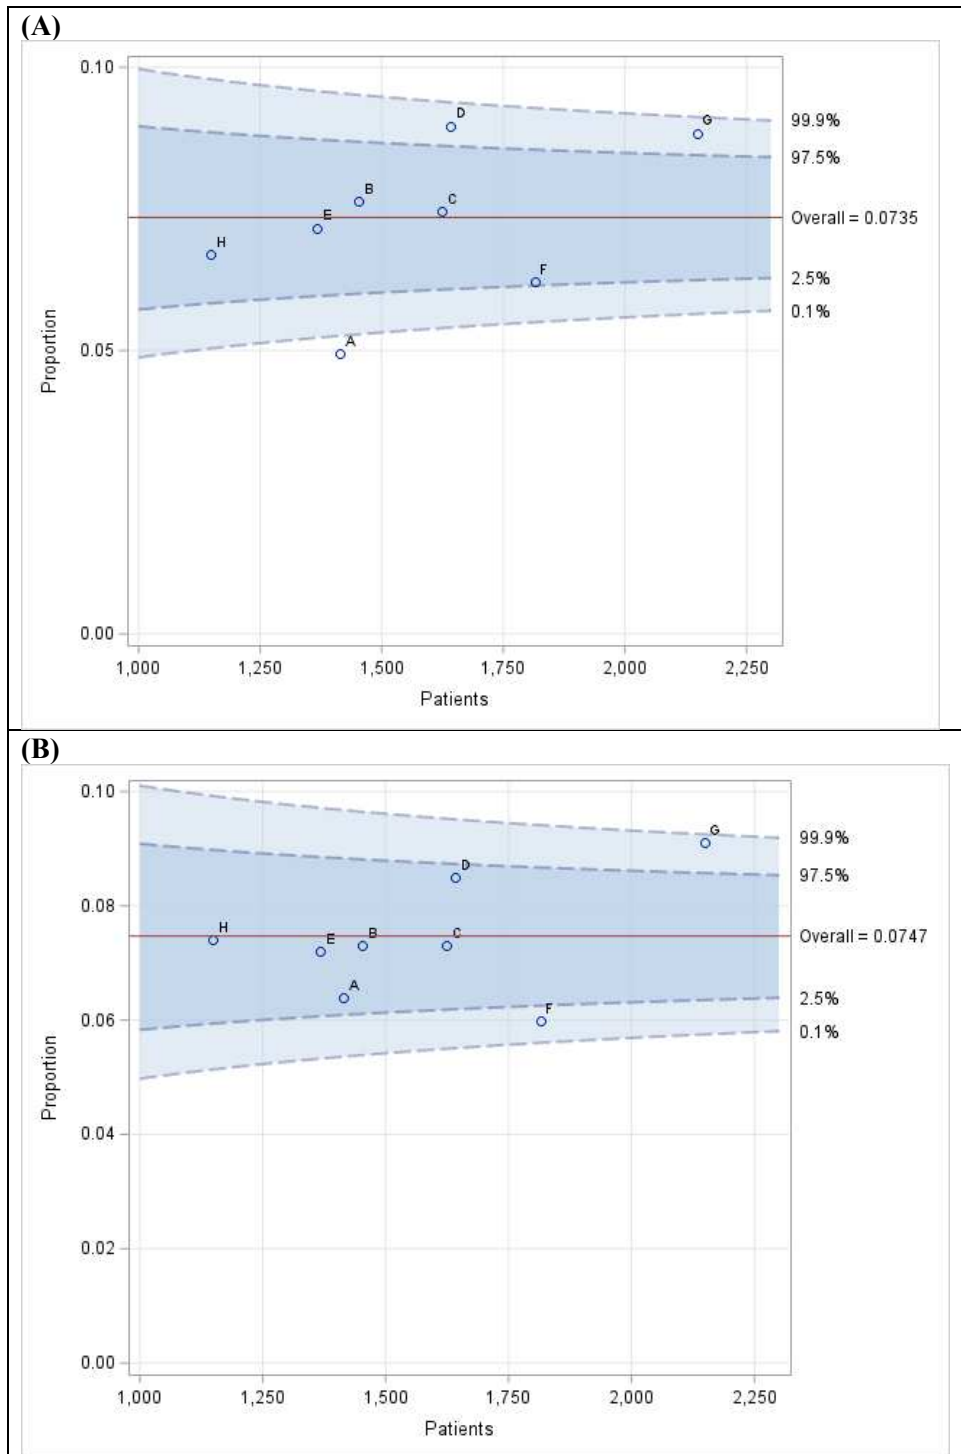 (A)
0.10
D
G
99.9%
97.5%
B
C
E
Overall = 0.0735
H
F
2.5%
0.1%
A
0.05
Proportion
0.00
1,000 1,250 1,500 1,750 2,000 2,250
Patients
(B)
0.10
G
99.9%
D
97.5%
0.08
H
B
C
E
Overall = 0.0747
A
2.5%
F
0.06
0.1%
Proportion
0.04
0.02
0.00
1,000 1,250 1,500 1,750 2,000 2,250
Patients